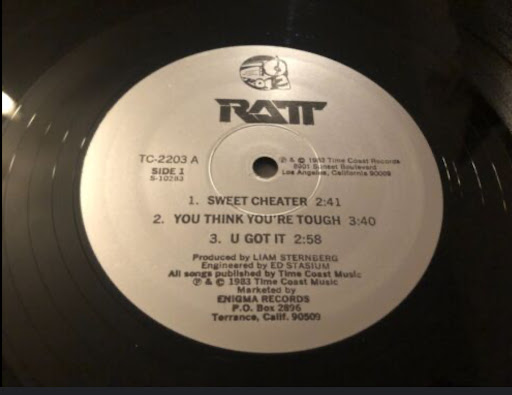 RATT
TC-2203 A
SIDE 1
S-10283
℗ & © 1983 Time Coast Records
8901 Sunset Boulevard
Los Angeles, California 90069
1. SWEET CHEATER 2:41
2. YOU THINK YOU'RE TOUGH 3:40
3. U GOT IT 2:58
Produced by LIAM STERNBERG
Engineered by ED STASIUM
All songs published by Time Coast Music
℗ & © 1983 Time Coast Music
Marketed by
ENIGMA RECORDS
P.O. Box 2896
Torrance, Calif. 90509